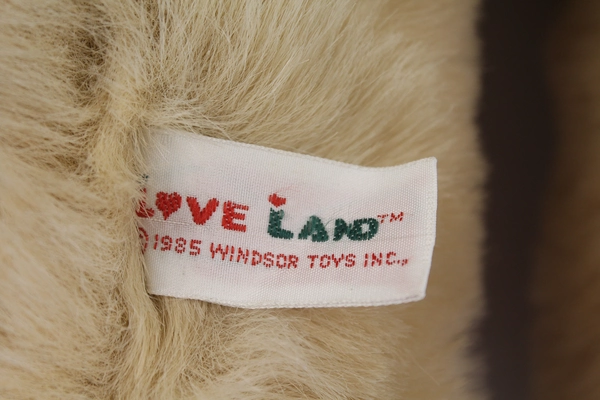 LOVE LAND™
©1985 WINDSOR TOYS INC.,